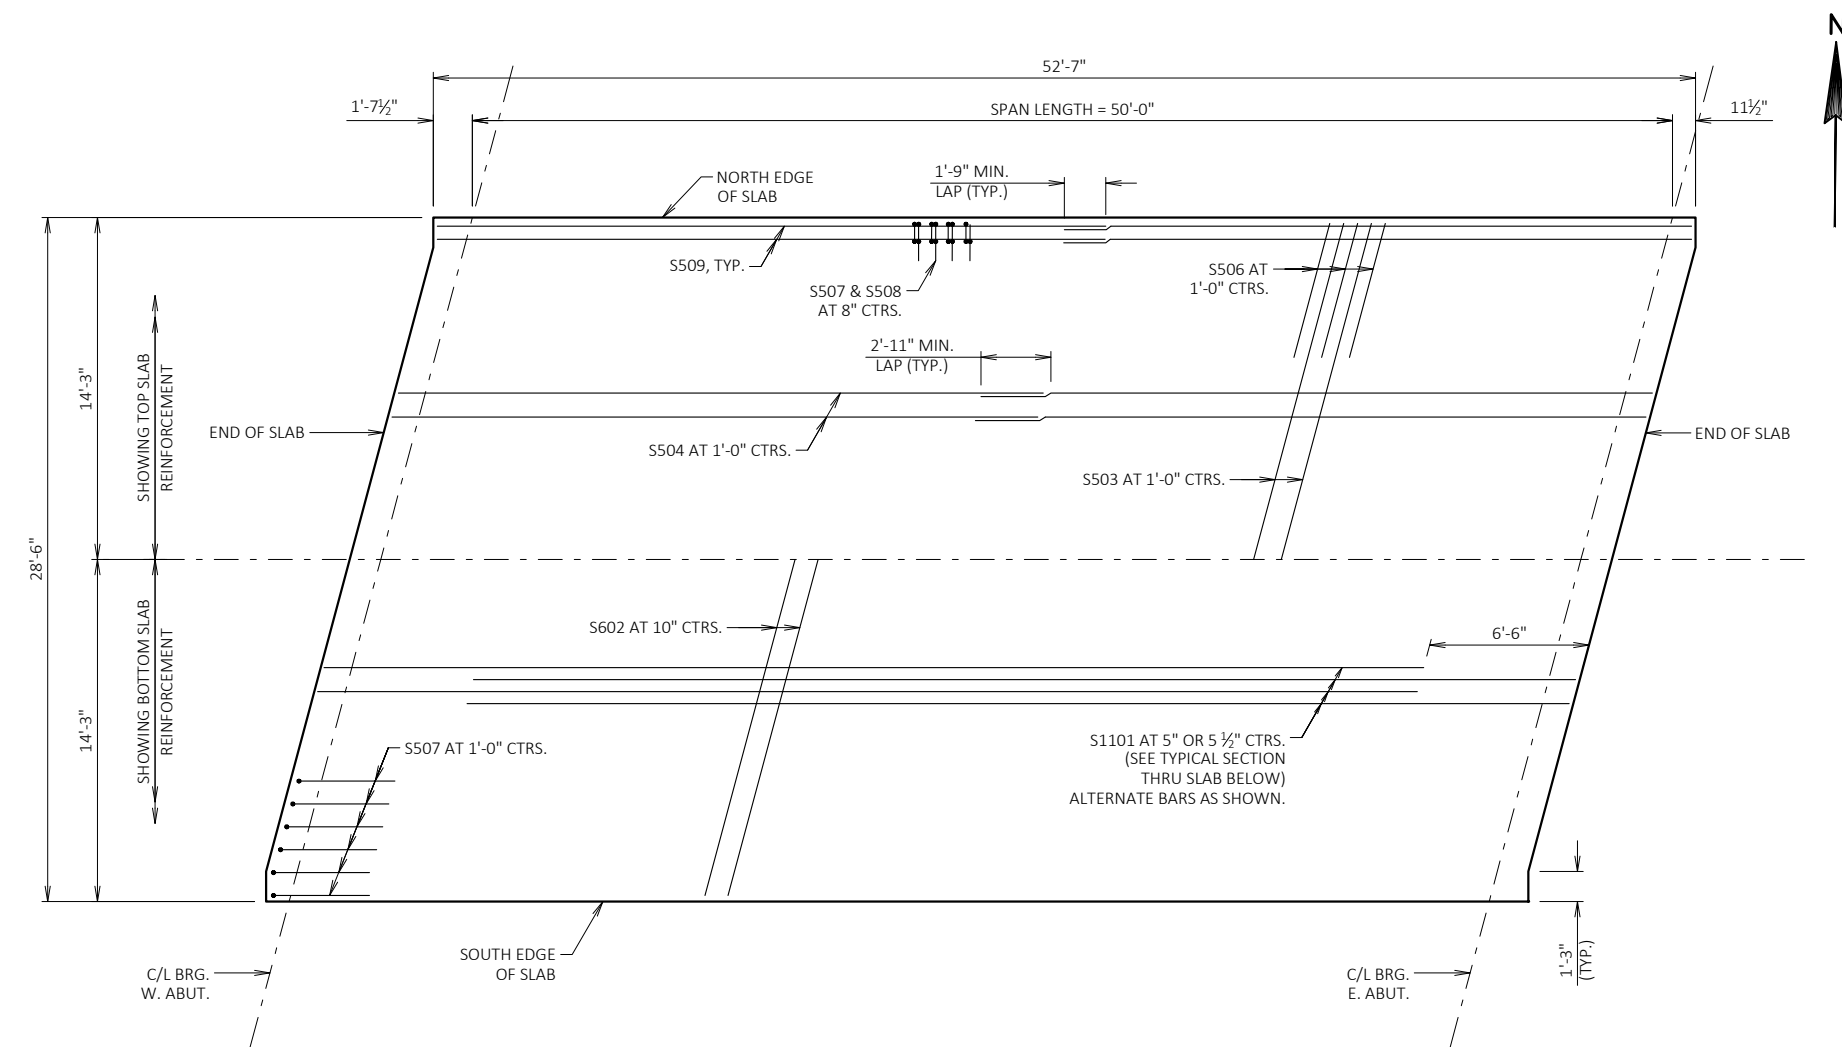 N
52'-7"
1'-7½"
SPAN LENGTH = 50'-0"
11½"
NORTH EDGE
OF SLAB
1'-9" MIN.
LAP (TYP.)
S509, TYP.
S507 & S508
AT 8" CTRS.
S506 AT
1'-0" CTRS.
2'-11" MIN.
LAP (TYP.)
14'-3"
SHOWING TOP SLAB
REINFORCEMENT
END OF SLAB
END OF SLAB
S504 AT 1'-0" CTRS.
S503 AT 1'-0" CTRS.
28'-6"
S602 AT 10" CTRS.
6'-6"
14'-3"
SHOWING BOTTOM SLAB
REINFORCEMENT
S507 AT 1'-0" CTRS.
S1101 AT 5" OR 5 ½" CTRS.
(SEE TYPICAL SECTION
THRU SLAB BELOW)
ALTERNATE BARS AS SHOWN.
SOUTH EDGE
OF SLAB
1'-3"
(TYP.)
C/L BRG.
W. ABUT.
C/L BRG.
E. ABUT.